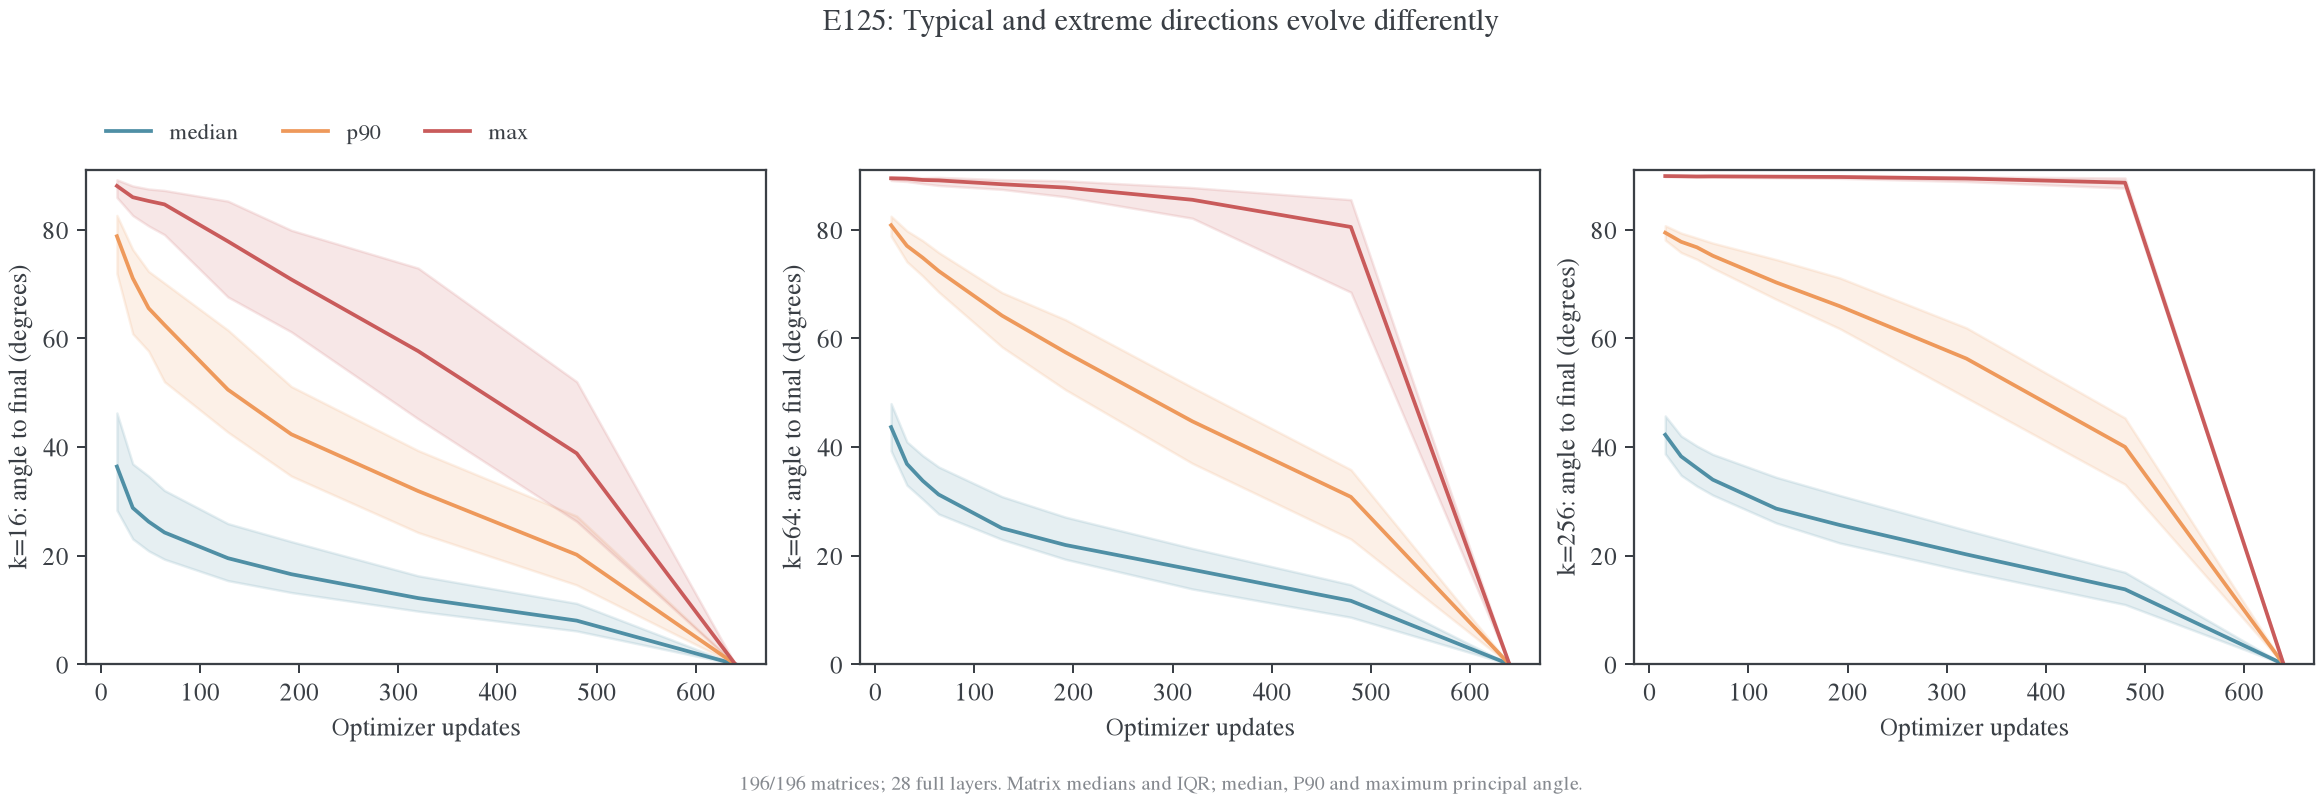 E125: Typical and extreme directions evolve differently
median p90 max
k=16: angle to final (degrees)
80
60
40
20
0
0 100 200 300 400 500 600
Optimizer updates
k=64: angle to final (degrees)
80
60
40
20
0
0 100 200 300 400 500 600
Optimizer updates
k=256: angle to final (degrees)
80
60
40
20
0
0 100 200 300 400 500 600
Optimizer updates
196/196 matrices; 28 full layers. Matrix medians and IQR; median, P90 and maximum principal angle.